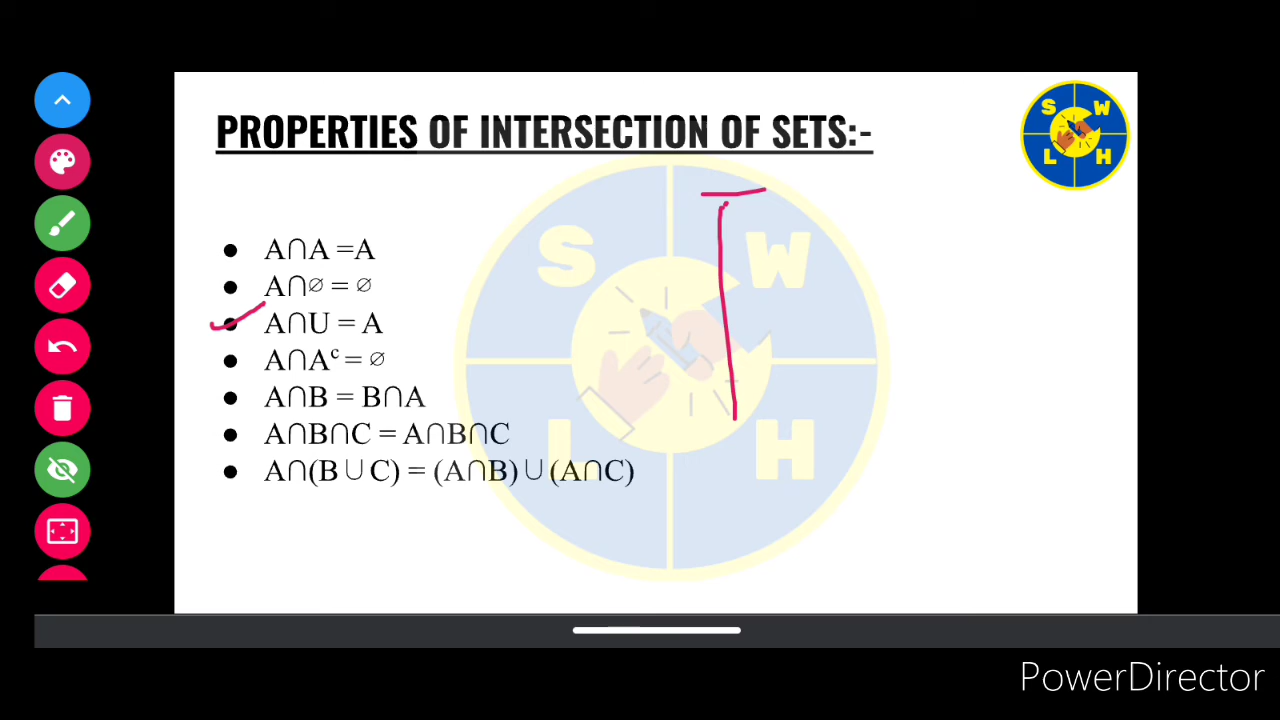 PROPERTIES OF INTERSECTION OF SETS:-
S W
L H
● A∩A =A
● A∩∅ = ∅
● A∩U = A
● A∩Aᶜ = ∅
● A∩B = B∩A
● A∩B∩C = A∩B∩C
● A∩(B∪C) = (A∩B)∪(A∩C)
S W
L H
PowerDirector